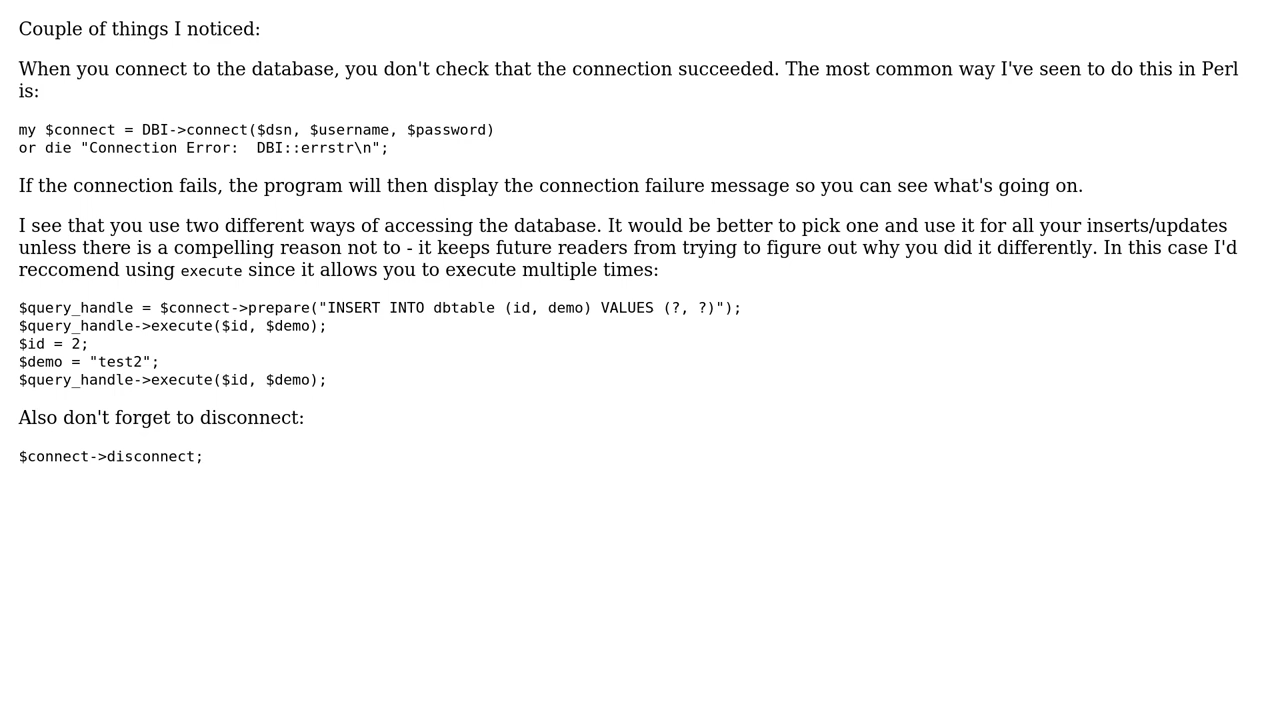 Couple of things I noticed:
When you connect to the database, you don't check that the connection succeeded. The most common way I've seen to do this in Perl
is:
my $connect = DBI->connect($dsn, $username, $password)
or die "Connection Error:  DBI::errstr\n";
If the connection fails, the program will then display the connection failure message so you can see what's going on.
I see that you use two different ways of accessing the database. It would be better to pick one and use it for all your inserts/updates
unless there is a compelling reason not to - it keeps future readers from trying to figure out why you did it differently. In this case I'd
reccomend using execute since it allows you to execute multiple times:
$query_handle = $connect->prepare("INSERT INTO dbtable (id, demo) VALUES (?, ?)");
$query_handle->execute($id, $demo);
$id = 2;
$demo = "test2";
$query_handle->execute($id, $demo);
Also don't forget to disconnect:
$connect->disconnect;